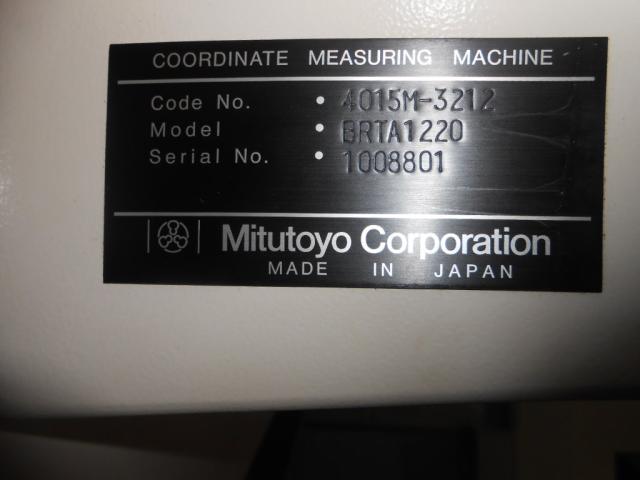 COORDINATE MEASURING MACHINE
Code No. • 4015M-3212
Model • BRTA1220
Serial No. • 1008801
Mitutoyo Corporation
MADE IN JAPAN